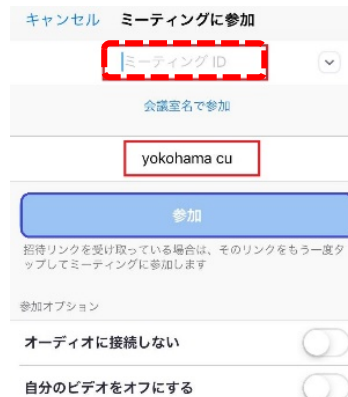 キャンセル ミーティングに参加
ミーティング ID
会議室名で参加
yokohama cu
参加
招待リンクを受け取っている場合は、そのリンクをもう一度タ
ップしてミーティングに参加します
参加オプション
オーディオに接続しない
自分のビデオをオフにする